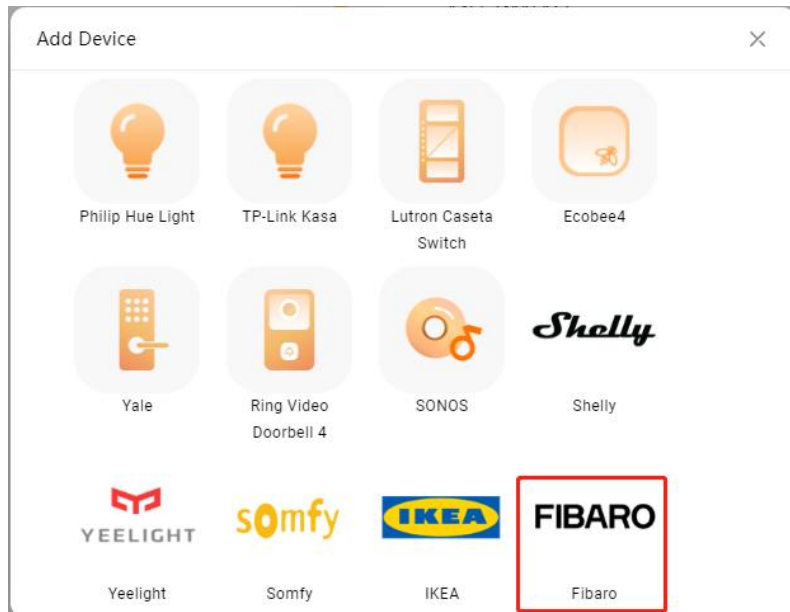 Add Device
Philip Hue Light
TP-Link Kasa
Lutron Caseta
Switch
Ecobee4
Shelly
Yale
Ring Video
Doorbell 4
SONOS
Shelly
YEELIGHT
somfy
IKEA
FIBARO
Yeelight
Somfy
IKEA
Fibaro